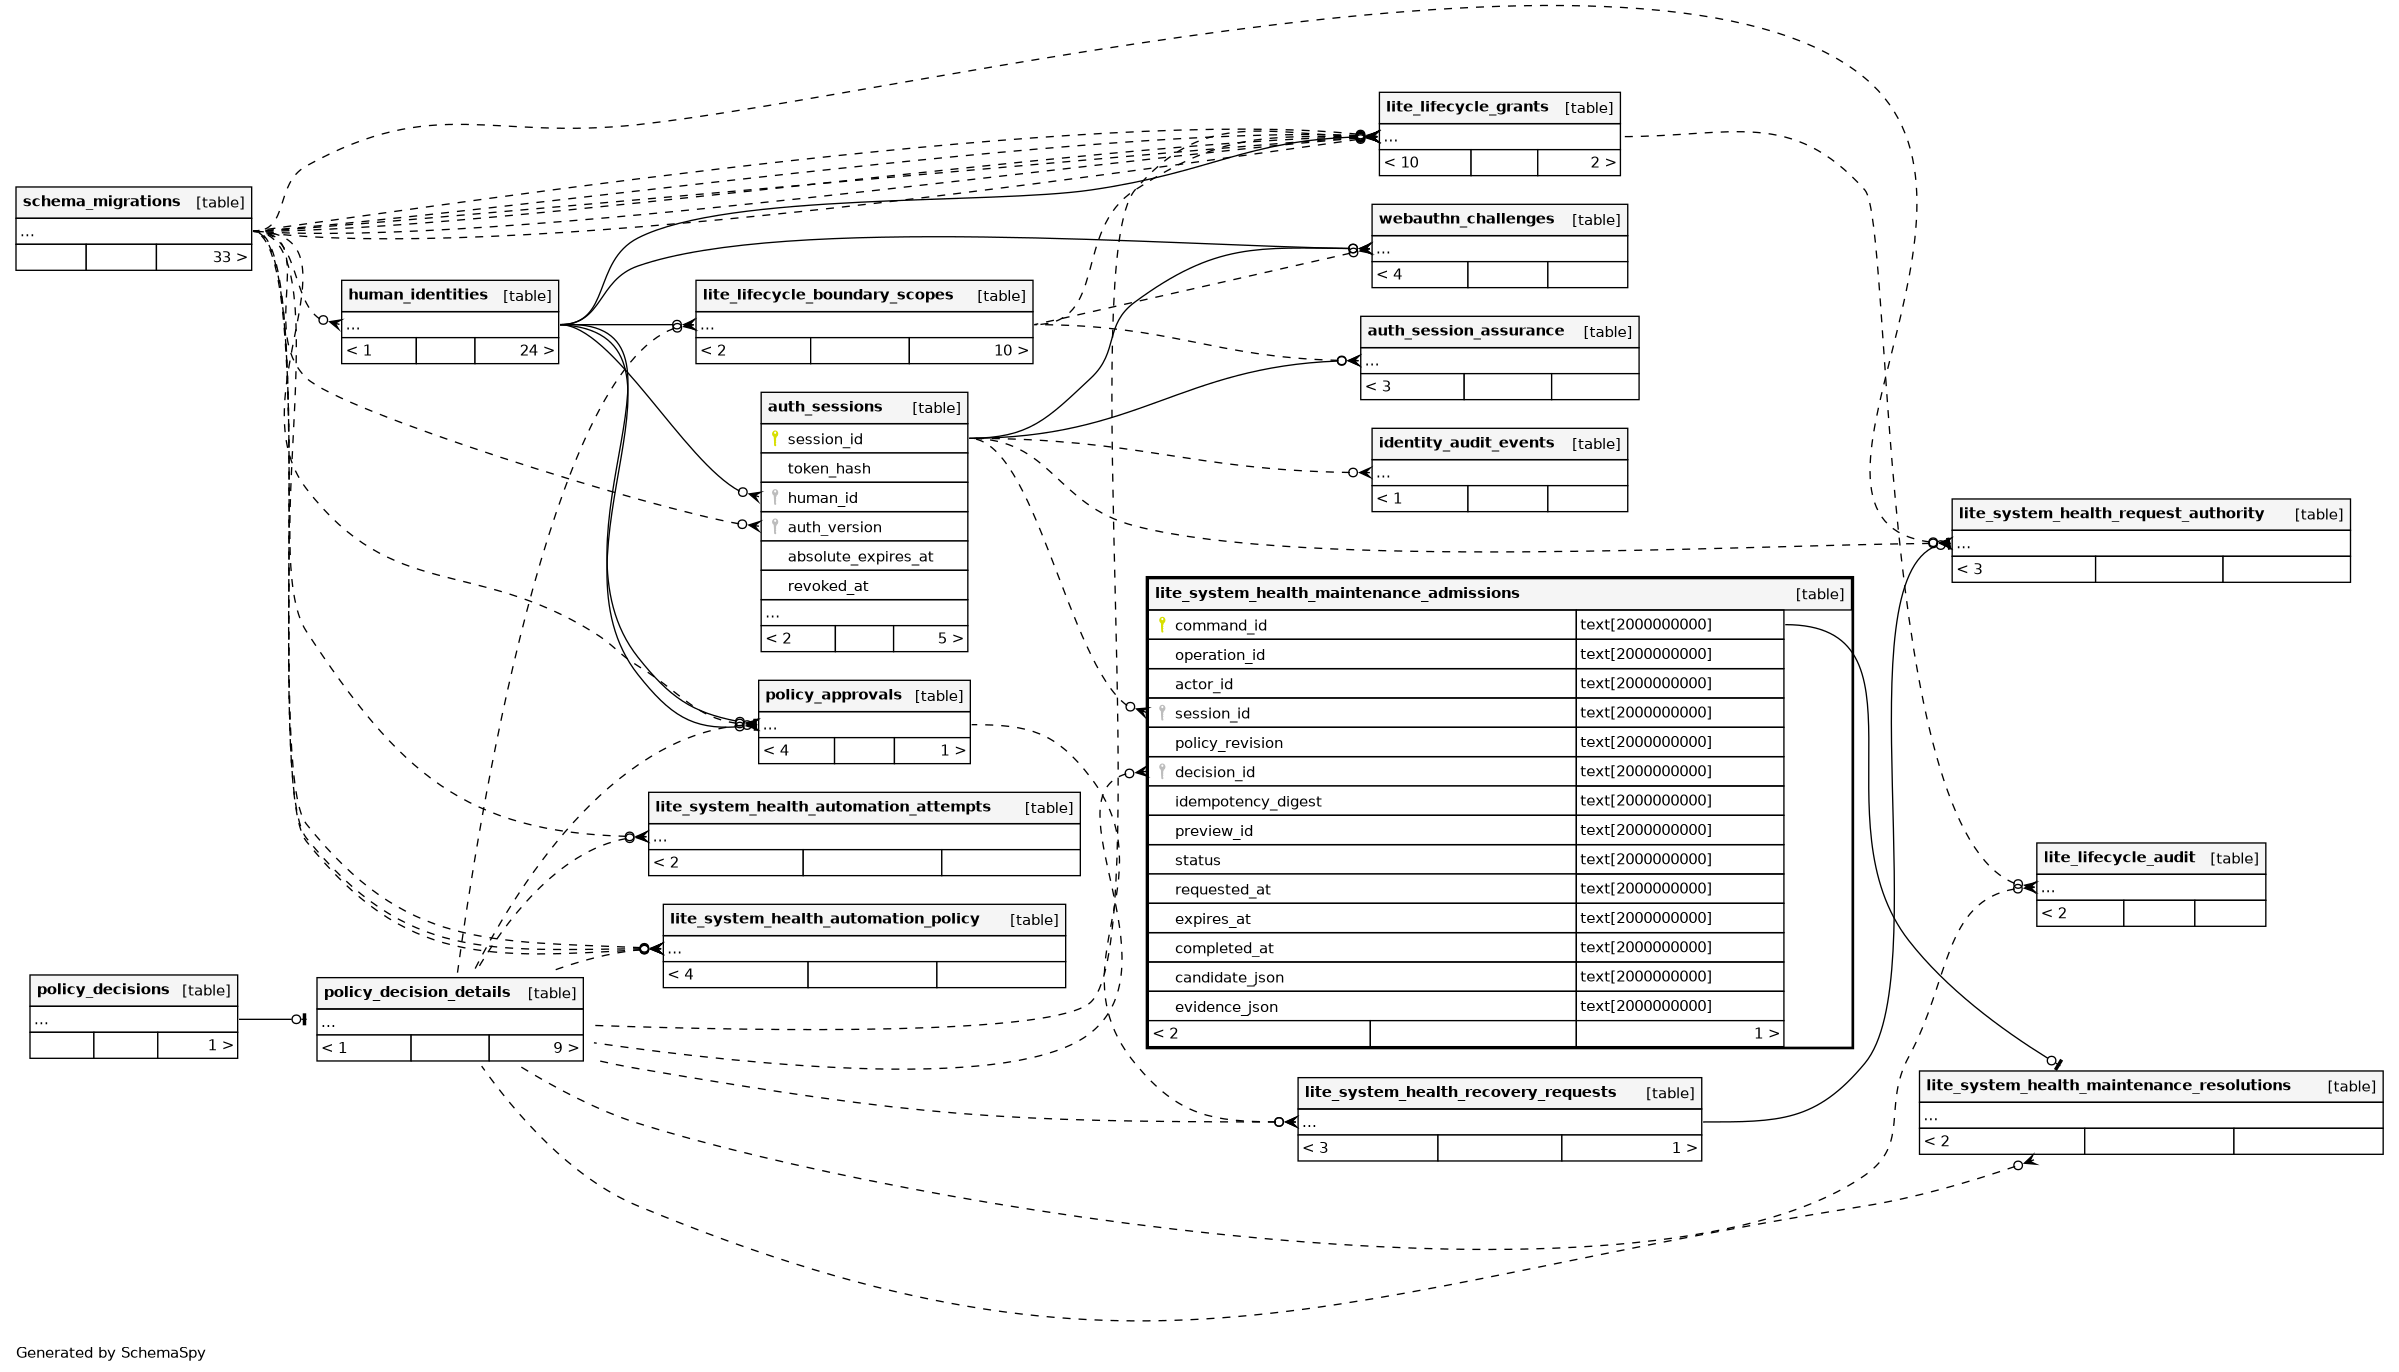 lite_lifecycle_grants [table]
...
< 10 2 >
schema_migrations [table]
...
33 >
webauthn_challenges [table]
...
< 4
human_identities [table]
...
< 1 24 >
lite_lifecycle_boundary_scopes [table]
...
< 2 10 >
auth_session_assurance [table]
...
< 3
auth_sessions [table]
session_id
token_hash
human_id
auth_version
absolute_expires_at
revoked_at
...
< 2 5 >
identity_audit_events [table]
...
< 1
lite_system_health_request_authority [table]
...
< 3
lite_system_health_maintenance_admissions [table]
command_id text[2000000000]
operation_id text[2000000000]
actor_id text[2000000000]
session_id text[2000000000]
policy_revision text[2000000000]
decision_id text[2000000000]
idempotency_digest text[2000000000]
preview_id text[2000000000]
status text[2000000000]
requested_at text[2000000000]
expires_at text[2000000000]
completed_at text[2000000000]
candidate_json text[2000000000]
evidence_json text[2000000000]
< 2 1 >
policy_approvals [table]
...
< 4 1 >
lite_system_health_automation_attempts [table]
...
< 2
lite_lifecycle_audit [table]
...
< 2
lite_system_health_automation_policy [table]
...
< 4
policy_decisions [table]
...
1 >
policy_decision_details [table]
...
< 1 9 >
lite_system_health_recovery_requests [table]
...
< 3 1 >
lite_system_health_maintenance_resolutions [table]
...
< 2
Generated by SchemaSpy